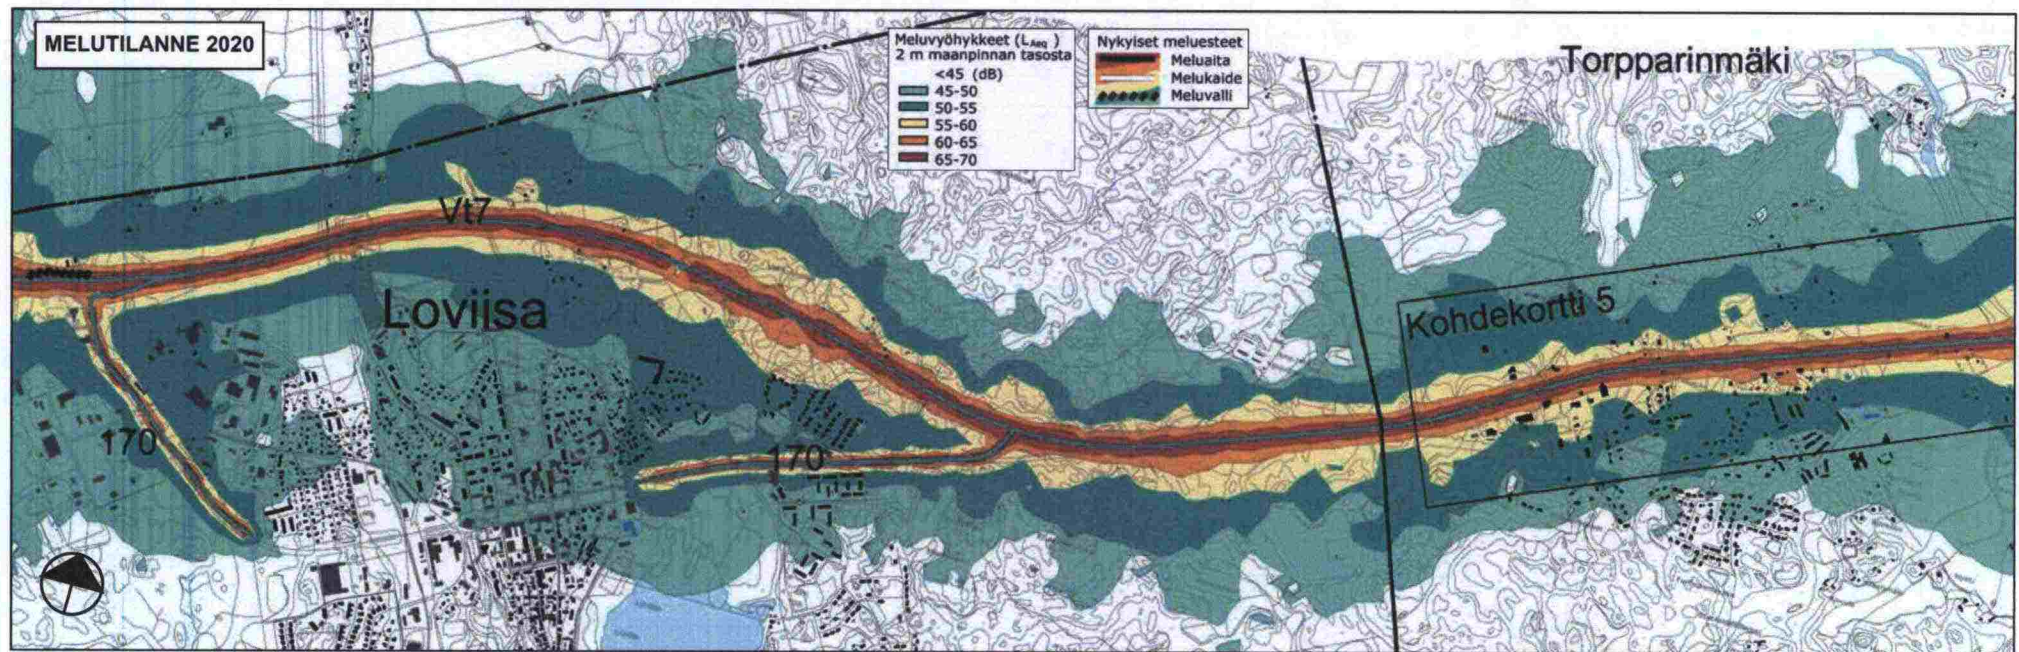 MELUTILANNE 2020
Meluvyöhykkeet (LAeq )
2 m maanpinnan tasosta
<45 (dB)
45-50
50-55
55-60
60-65
65-70
Nykyiset meluesteet
Meluaita
Melukaide
Meluvalli
Torpparinmäki
Vt7
Loviisa
Kohdekortti 5
170
170